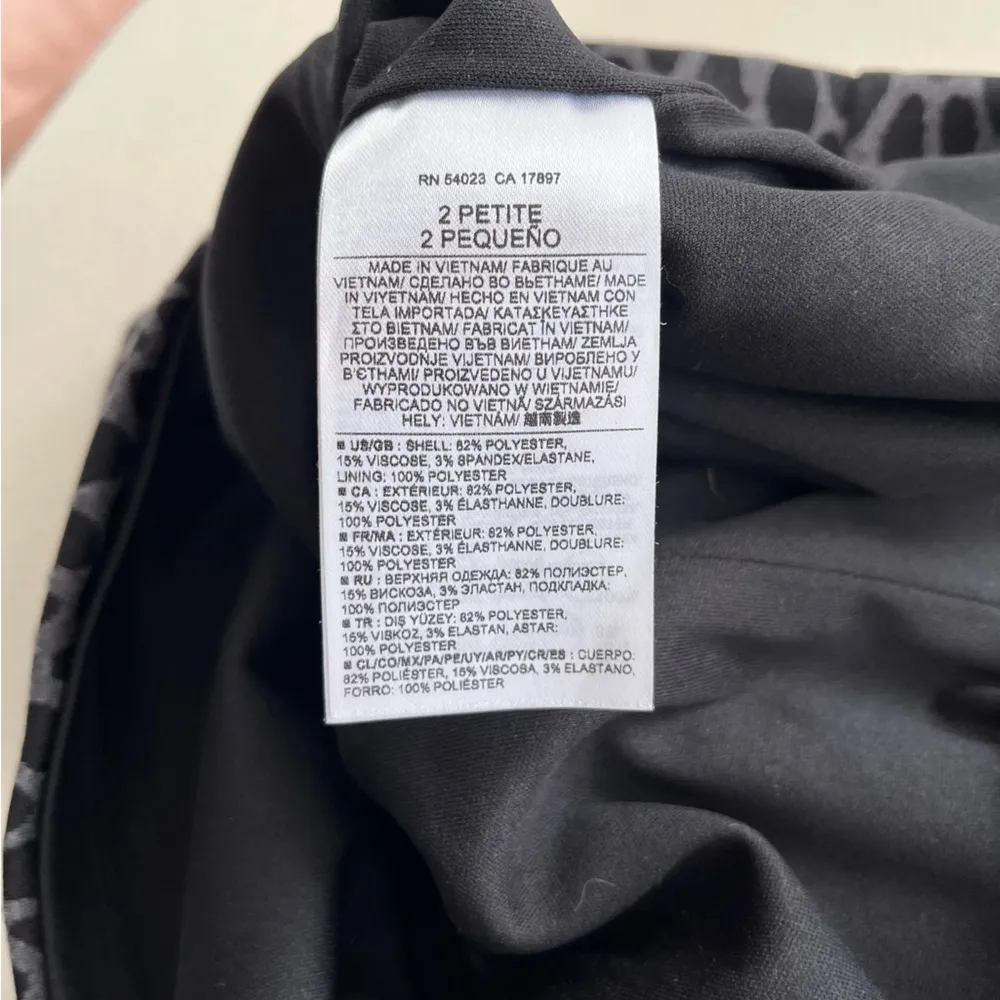 RN 54023 CA 17897
2 PETITE
2 PEQUEÑO
MADE IN VIETNAM/ FABRIQUE AU
VIETNAM/ СДЕЛАНО ВО ВЬЕТНАМЕ/ MADE
IN VIYETNAM/ HECHO EN VIETNAM CON
TELA IMPORTADA/ ΚΑΤΑΣΚΕΥΑΣΤΗΚΕ
ΣΤΟ ΒΙΕΤΝΑΜ/ FABRICAT ÎN VIETNAM/
ПРОИЗВЕДЕНО ВЪВ ВИЕТНАМ/ ZEMLJA
PROIZVODNJE VIJETNAM/ ВИРОБЛЕНО У
В'ЄТНАМІ/ PROIZVEDENO U VIJETNAMU/
WYPRODUKOWANO W WIETNAMIE/
FABRICADO NO VIETNÃ/ SZÁRMAZÁSI
HELY: VIETNÁM/ 越南製造
US/GB : SHELL: 82% POLYESTER,
15% VISCOSE, 3% SPANDEX/ELASTANE,
LINING: 100% POLYESTER
CA : EXTÉRIEUR: 82% POLYESTER,
15% VISCOSE, 3% ÉLASTHANNE, DOUBLURE:
100% POLYESTER
FR/MA : EXTÉRIEUR: 82% POLYESTER,
15% VISCOSE, 3% ÉLASTHANNE, DOUBLURE:
100% POLYESTER
RU : ВЕРХНЯЯ ОДЕЖДА: 82% ПОЛИЭСТЕР,
15% ВИСКОЗА, 3% ЭЛАСТАН, ПОДКЛАДКА:
100% ПОЛИЭСТЕР
TR : DIŞ YÜZEY: 82% POLYESTER,
15% VISKOZ, 3% ELASTAN, ASTAR:
100% POLYESTER
CL/CO/MX/PA/PE/UY/AR/PY/CR/ES : CUERPO:
82% POLIÉSTER, 15% VISCOSA, 3% ELASTANO,
FORRO: 100% POLIÉSTER